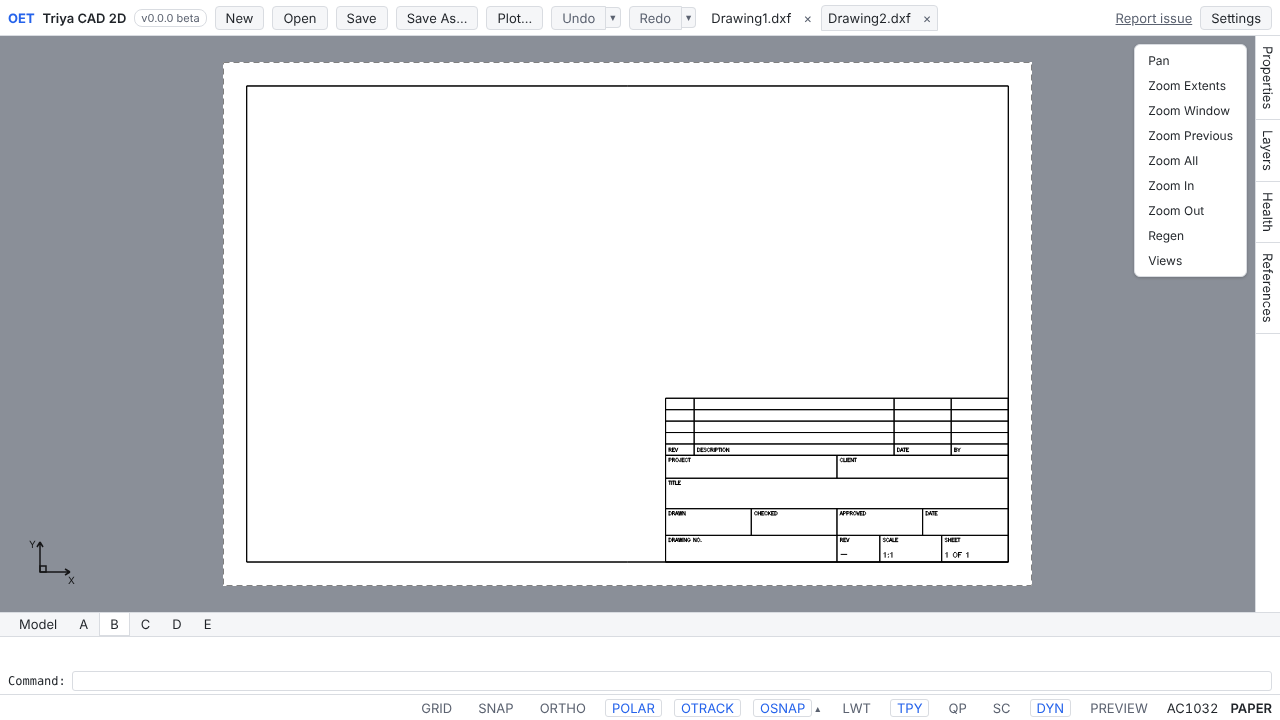 OET Triya CAD 2D v0.0.0 beta New Open Save Save As... Plot... Undo ▾ Redo ▾ Drawing1.dxf × Drawing2.dxf × Report issue Settings
Pan
Zoom Extents
Zoom Window
Zoom Previous
Zoom All
Zoom In
Zoom Out
Regen
Views
Properties
Layers
Health
References
REV DESCRIPTION DATE BY
PROJECT CLIENT
TITLE
DRAWN CHECKED APPROVED DATE
DRAWING NO. REV SCALE SHEET
— 1:1 1 OF 1
Y
X
Model A B C D E
Command:
GRID SNAP ORTHO POLAR OTRACK OSNAP ▴ LWT TPY QP SC DYN PREVIEW AC1032 PAPER